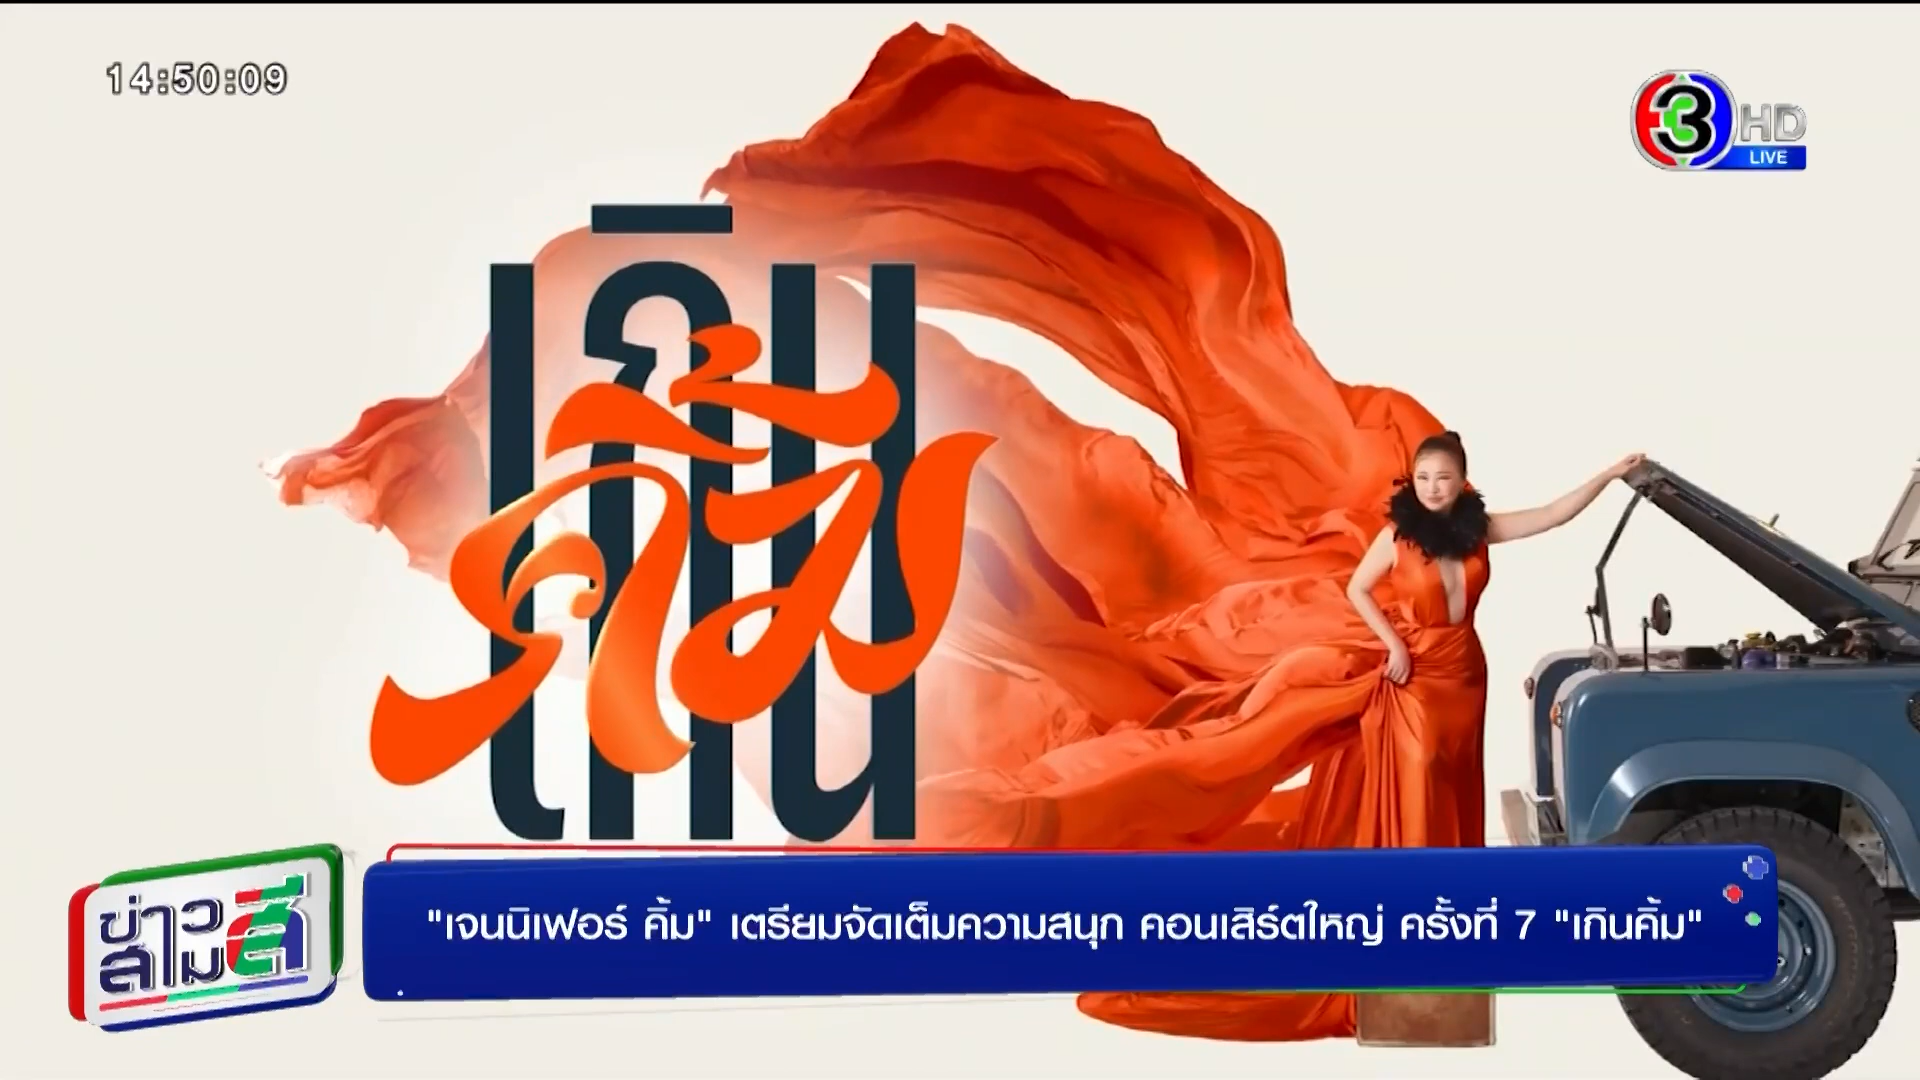 14:50:09
3 HD
LIVE
เกิน
คิ้ม
ข่าว
สามสี
"เจนนิเฟอร์ คิ้ม" เตรียมจัดเต็มความสนุก คอนเสิร์ตใหญ่ ครั้งที่ 7 "เกินคิ้ม"